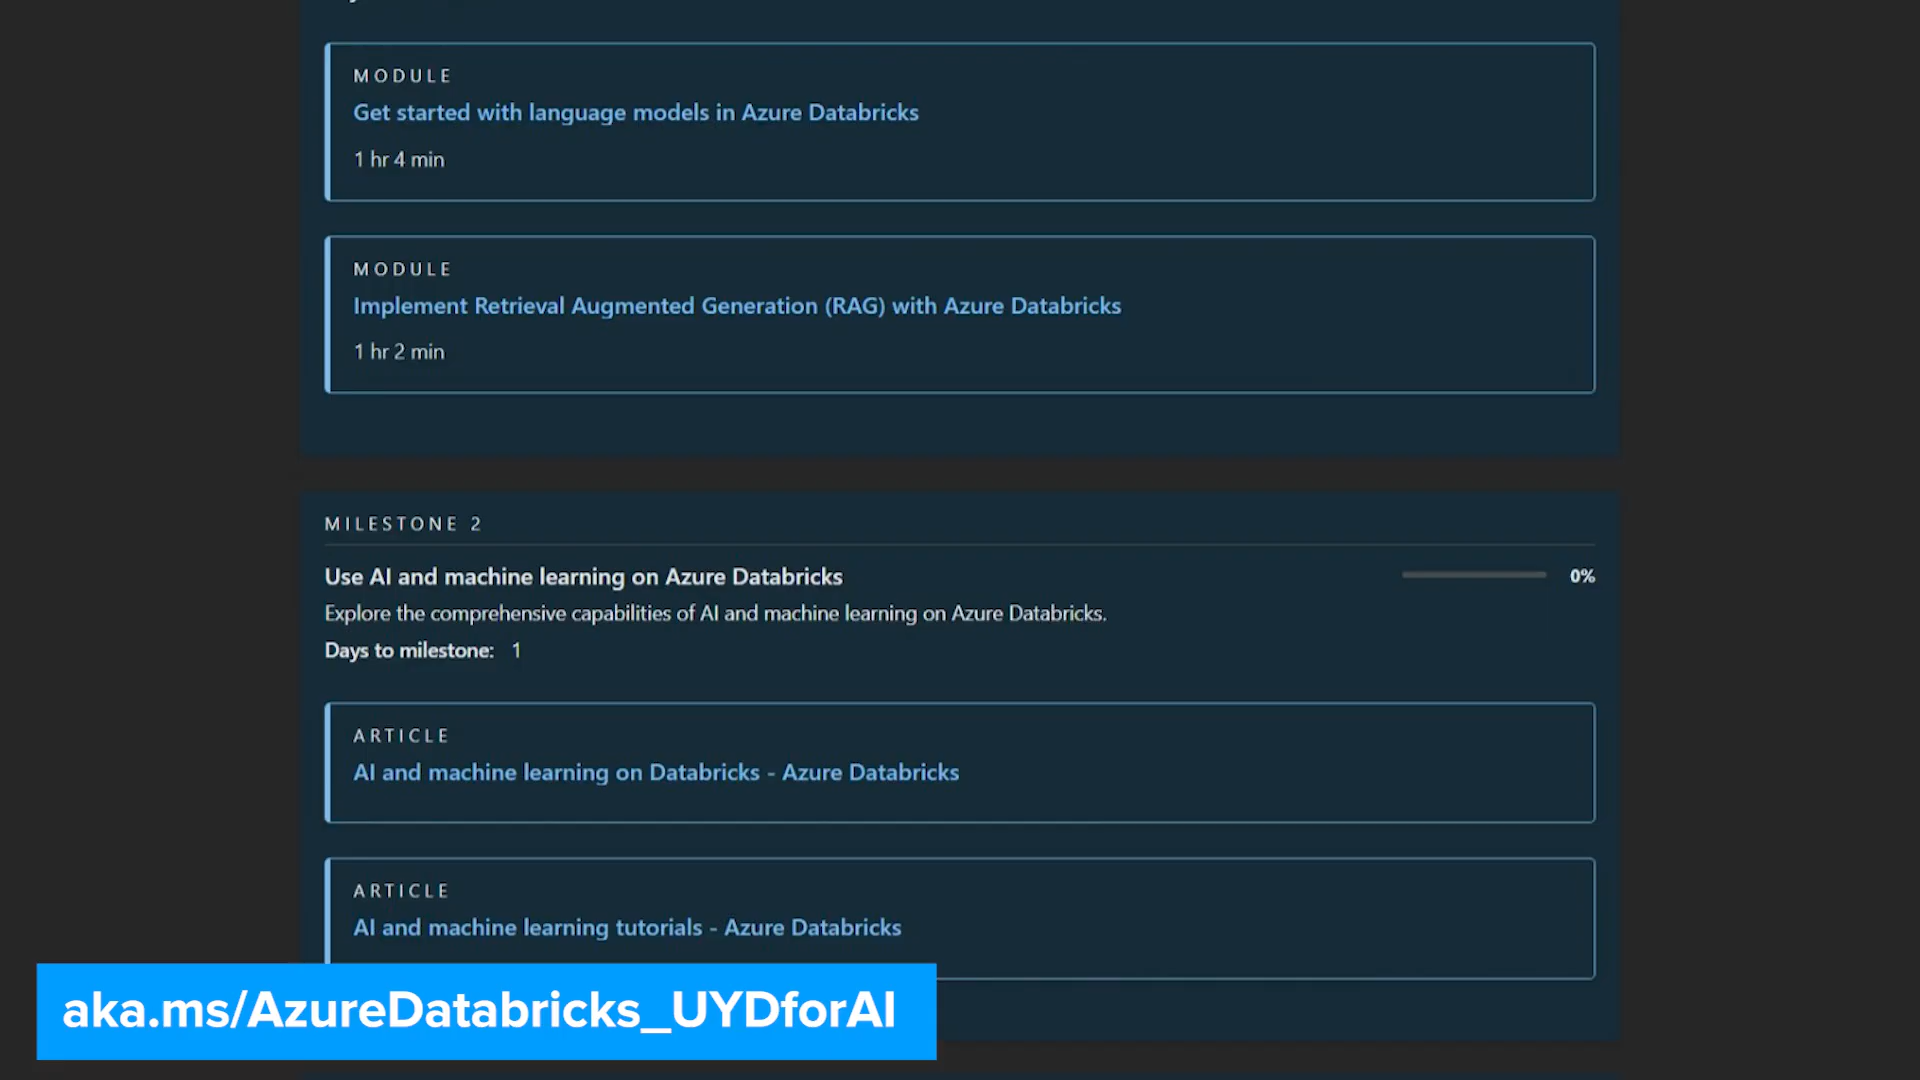 MODULE
Get started with language models in Azure Databricks
1 hr 4 min
MODULE
Implement Retrieval Augmented Generation (RAG) with Azure Databricks
1 hr 2 min
MILESTONE 2
Use AI and machine learning on Azure Databricks
0%
Explore the comprehensive capabilities of AI and machine learning on Azure Databricks.
Days to milestone: 1
ARTICLE
AI and machine learning on Databricks - Azure Databricks
ARTICLE
AI and machine learning tutorials - Azure Databricks
aka.ms/AzureDatabricks_UYDforAI